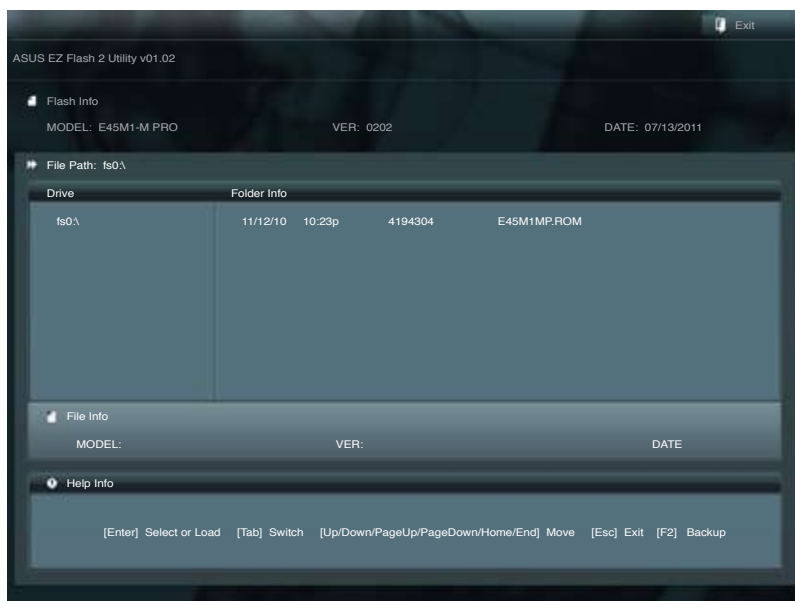 Exit
ASUS EZ Flash 2 Utility v01.02
Flash Info
MODEL: E45M1-M PRO VER: 0202 DATE: 07/13/2011
File Path: fs0:\
Drive Folder Info
fs0:\ 11/12/10 10:23p 4194304 E45M1MP.ROM
File Info
MODEL: VER: DATE
Help Info
[Enter] Select or Load [Tab] Switch [Up/Down/PageUp/PageDown/Home/End] Move [Esc] Exit [F2] Backup